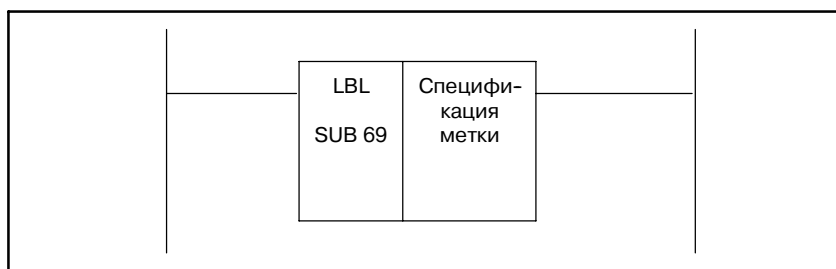 LBL
SUB 69
Специфи-
кация
метки